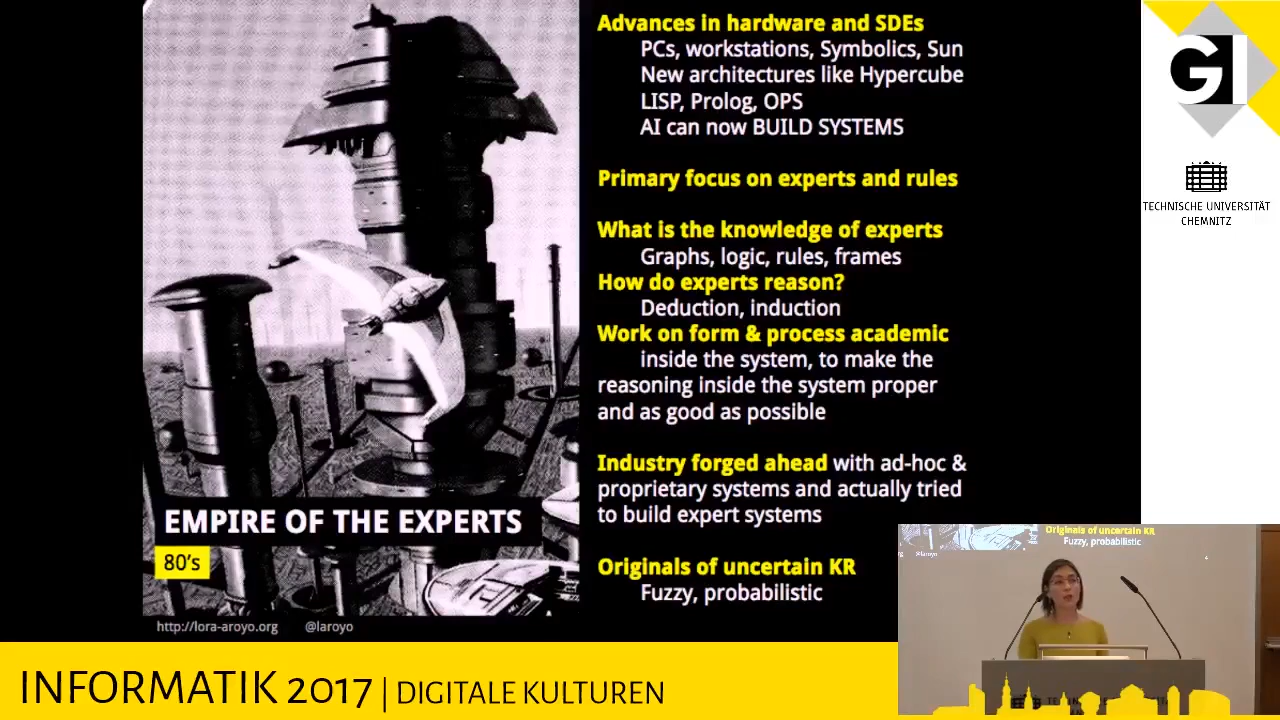 Advances in hardware and SDEs
PCs, workstations, Symbolics, Sun
New architectures like Hypercube
LISP, Prolog, OPS
AI can now BUILD SYSTEMS
Primary focus on experts and rules
What is the knowledge of experts
Graphs, logic, rules, frames
How do experts reason?
Deduction, induction
Work on form & process academic
inside the system, to make the
reasoning inside the system proper
and as good as possible
Industry forged ahead with ad-hoc &
proprietary systems and actually tried
to build expert systems
Originals of uncertain KR
Fuzzy, probabilistic
EMPIRE OF THE EXPERTS
80's
http://lora-aroyo.org @laroyo
GI
TECHNISCHE UNIVERSITÄT
CHEMNITZ
Originals of uncertain KR
Fuzzy, probabilistic
@laroyo
INFORMATIK 2017 | DIGITALE KULTUREN